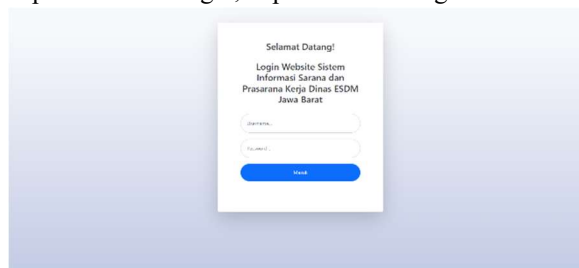 Selamat Datang!
Login Website Sistem
Informasi Sarana dan
Prasarana Kerja Dinas ESDM
Jawa Barat
username..
Password..
Masuk